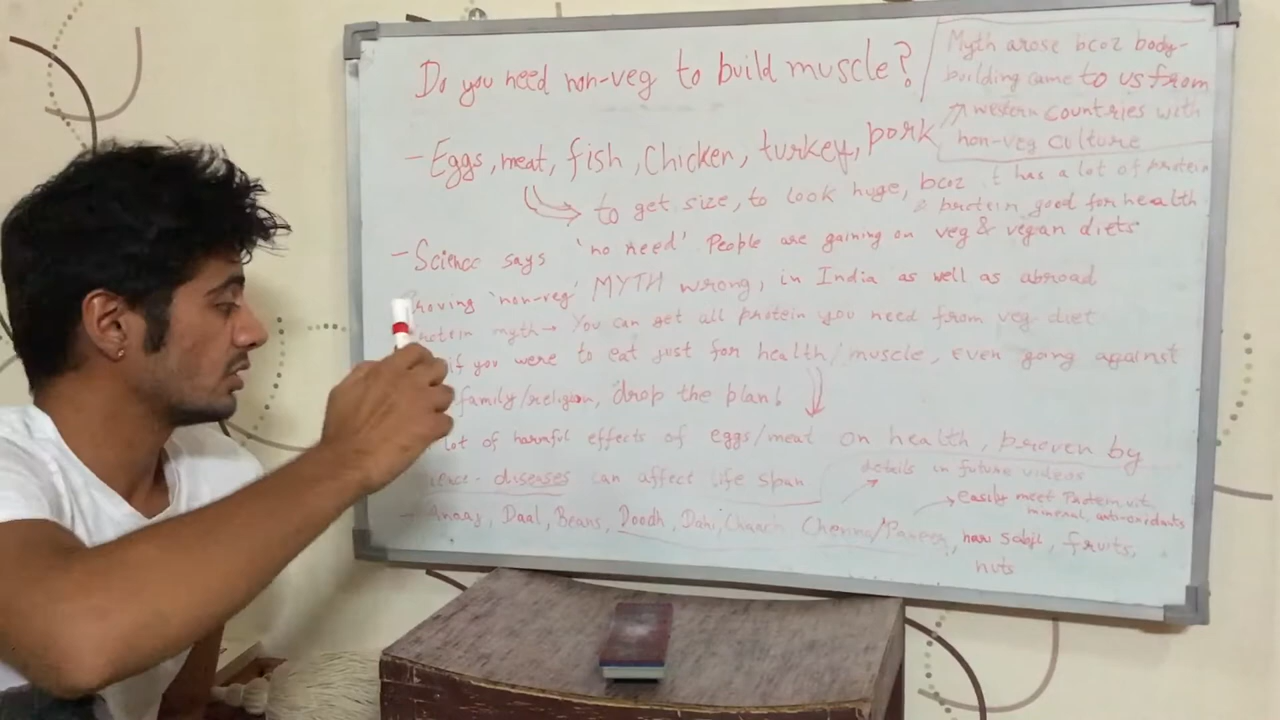 Do you need non-veg to build muscle?
Myth arose bcoz body-
building came to us from
western countries with
non-veg culture
- Eggs, meat, fish, Chicken, turkey, pork
to get size, to look huge, bcoz it has a lot of protein
protein good for health
- Science says 'no need' People are gaining on veg & vegan diets
roving 'non-veg' MYTH wrong, in India as well as abroad
rotein myth → You can get all protein you need from veg diet
if you were to eat just for health/muscle, even going against
family/religion, drop the plan!
lot of harmful effects of eggs/meat on health, proven by
ience - diseases can affect life span
details in future videos
→ Easily meet Protein, vit,
mineral, anti-oxidants
- Anaaj, Daal, Beans, Doodh, Dahi, Chaach Chenna/Paneer, hari Sabji, fruits,
nuts